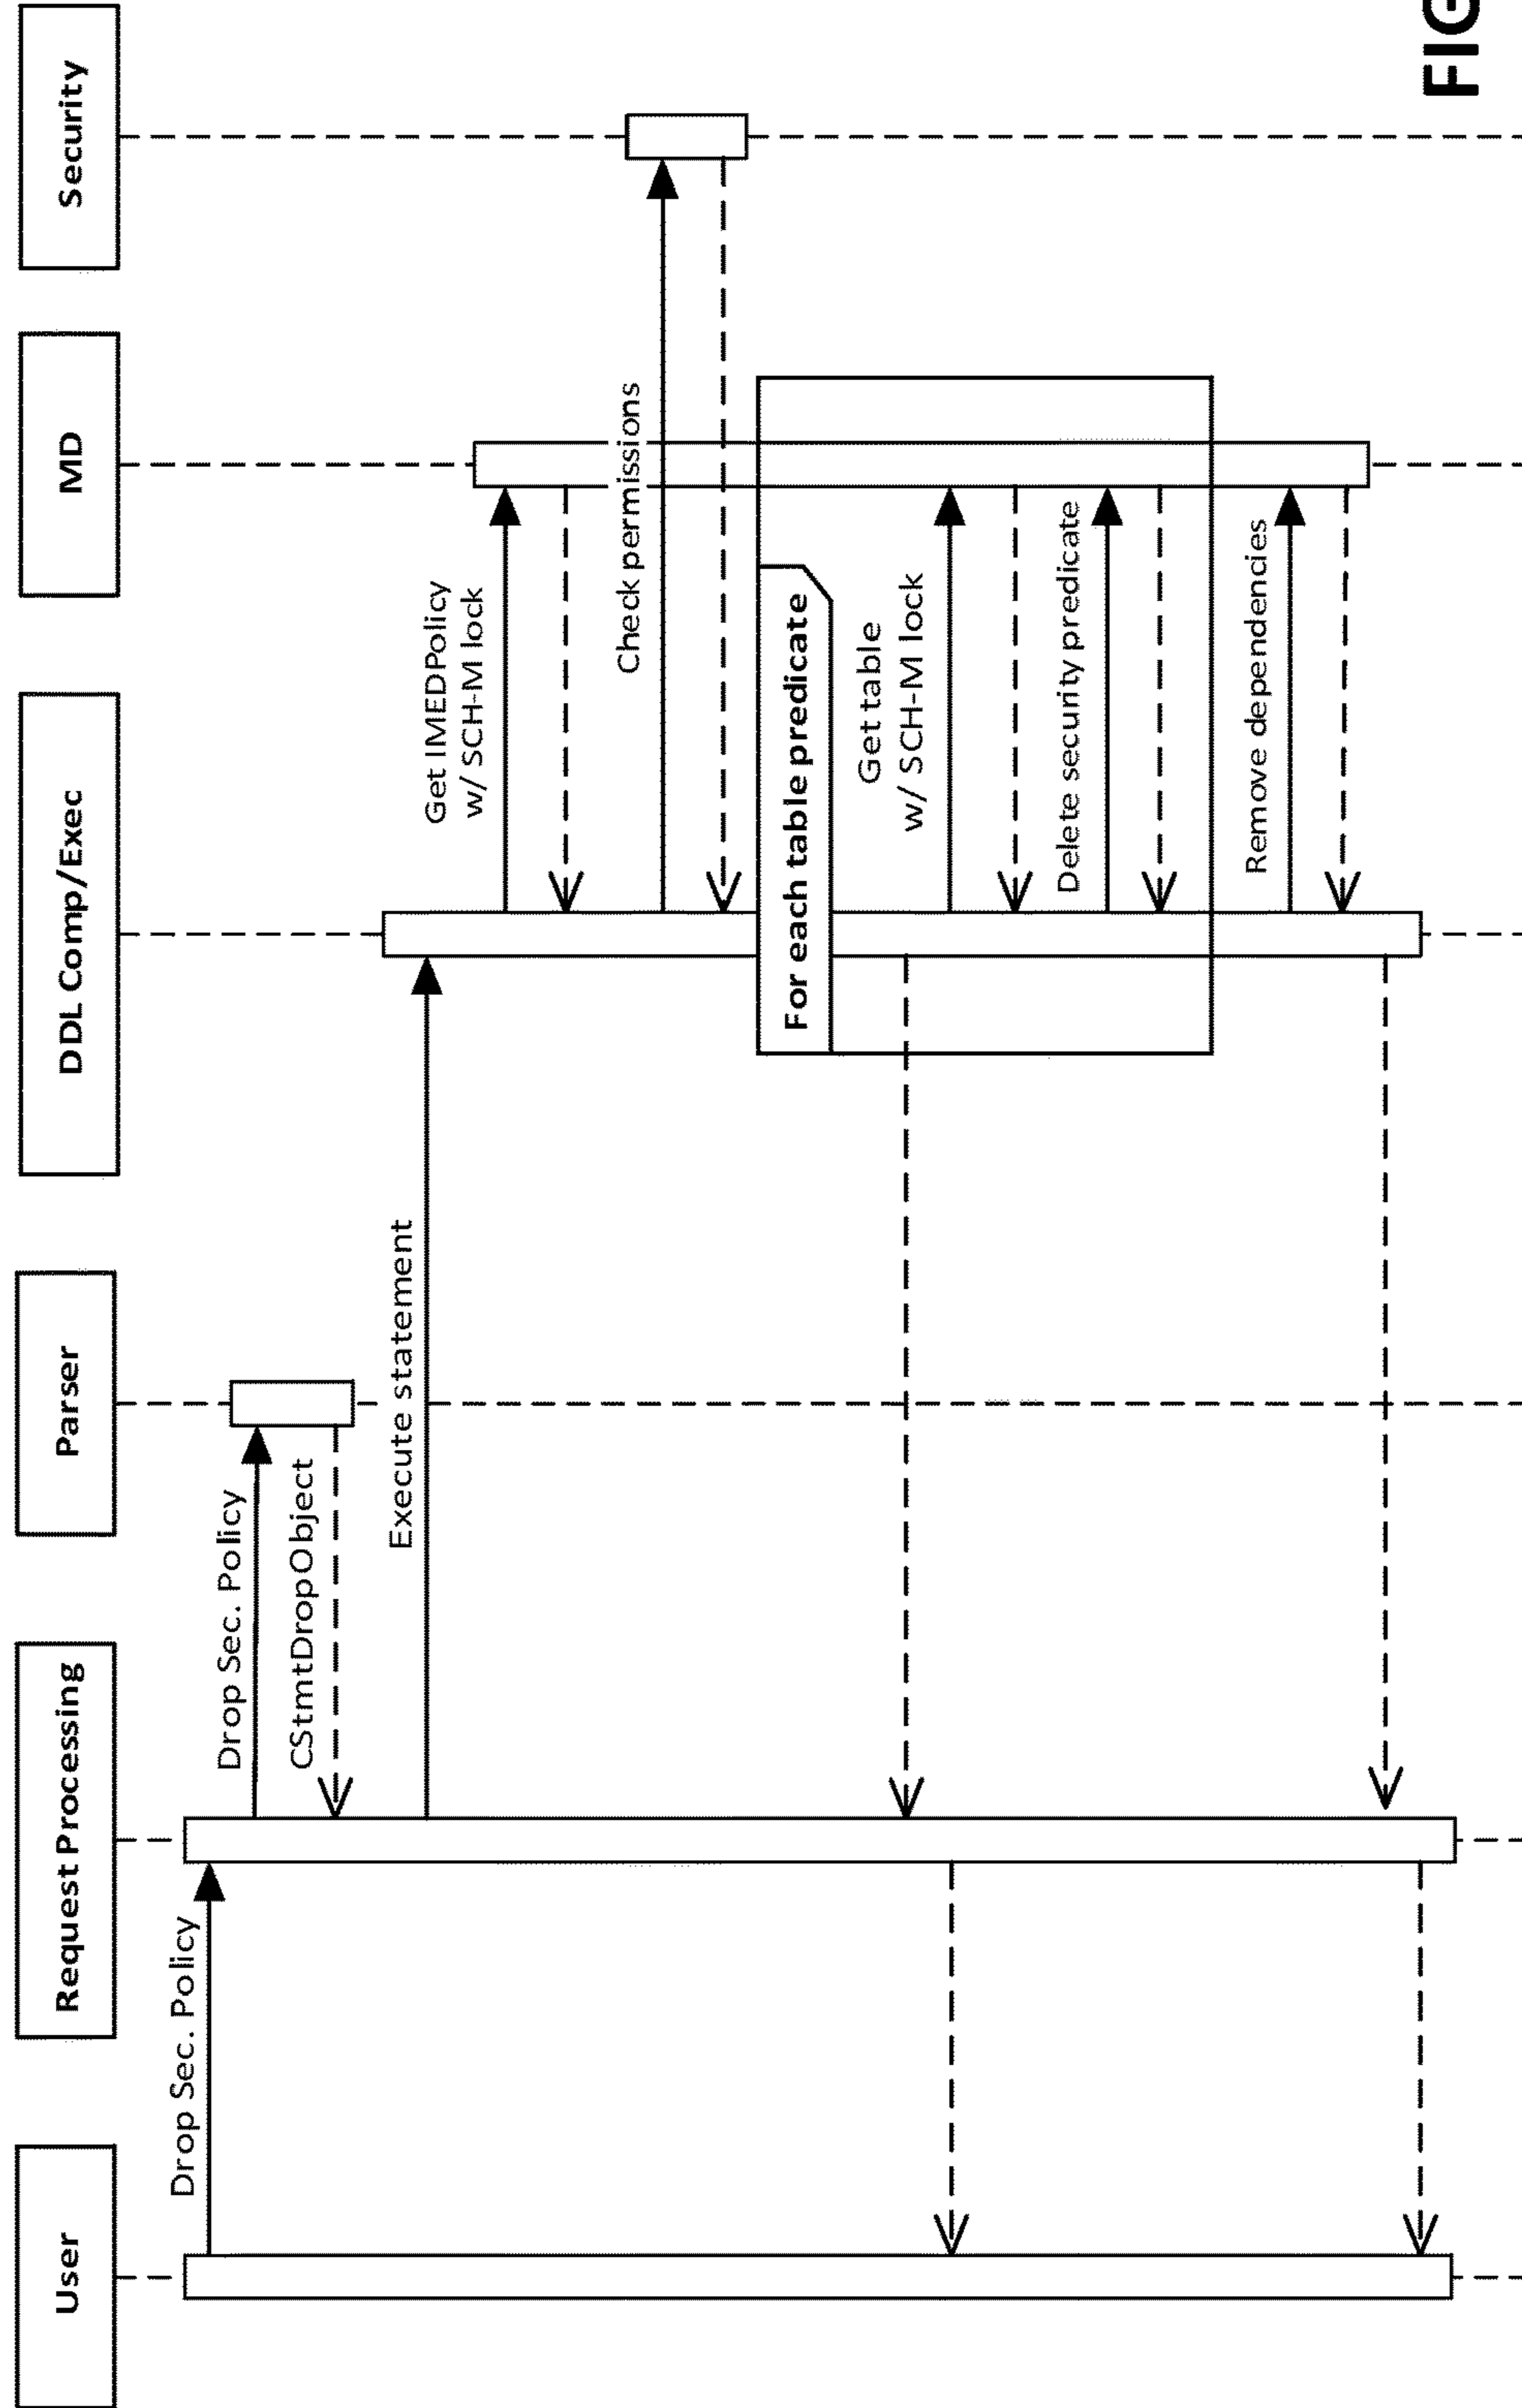 User
Request Processing
Parser
DDL Comp/Exec
MD
Security
Drop Sec. Policy
Drop Sec. Policy
CStmtDropObject
Execute statement
Get IMEDPolicy
w/ SCH-M lock
Check permissions
For each table predicate
Get table
w/ SCH-M lock
Delete security predicate
Remove dependencies
FIG